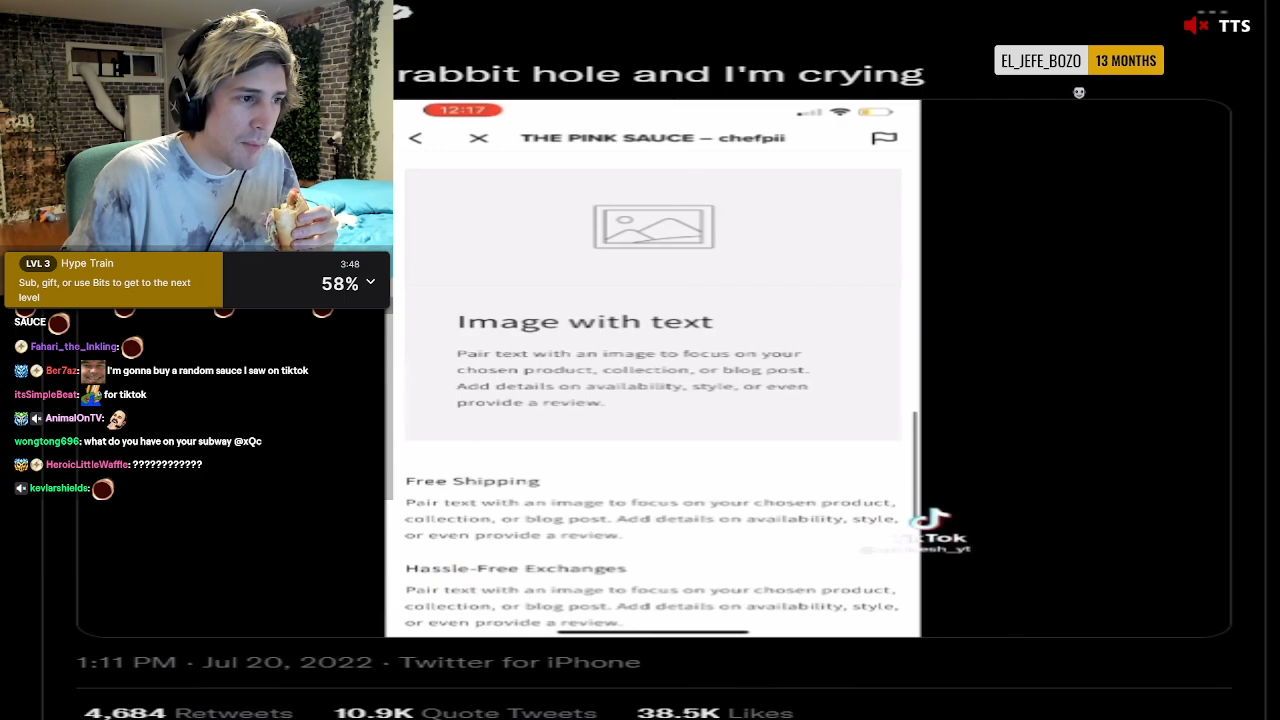 TTS
EL_JEFE_BOZO 13 MONTHS
rabbit hole and I'm crying
12:17
THE PINK SAUCE – chefpii
Image with text
Pair text with an image to focus on your
chosen product, collection, or blog post.
Add details on availability, style, or even
provide a review.
Free Shipping
Pair text with an image to focus on your chosen product,
collection, or blog post. Add details on availability, style,
or even provide a review.
Hassle-Free Exchanges
Pair text with an image to focus on your chosen product,
collection, or blog post. Add details on availability, style,
or even provide a review.
LVL 3 Hype Train
3:48
Sub, gift, or use Bits to get to the next
level
58%
SAUCE
Fahari_the_Inkling:
Ber7az: I'm gonna buy a random sauce I saw on tiktok
itsSimpleBeat: for tiktok
AnimalOnTV:
wongtong696: what do you have on your subway @xQc
HeroicLittleWaffle: ????????????
kevlarshields:
1:11 PM · Jul 20, 2022 · Twitter for iPhone
4,684 Retweets 10.9K Quote Tweets 38.5K Likes